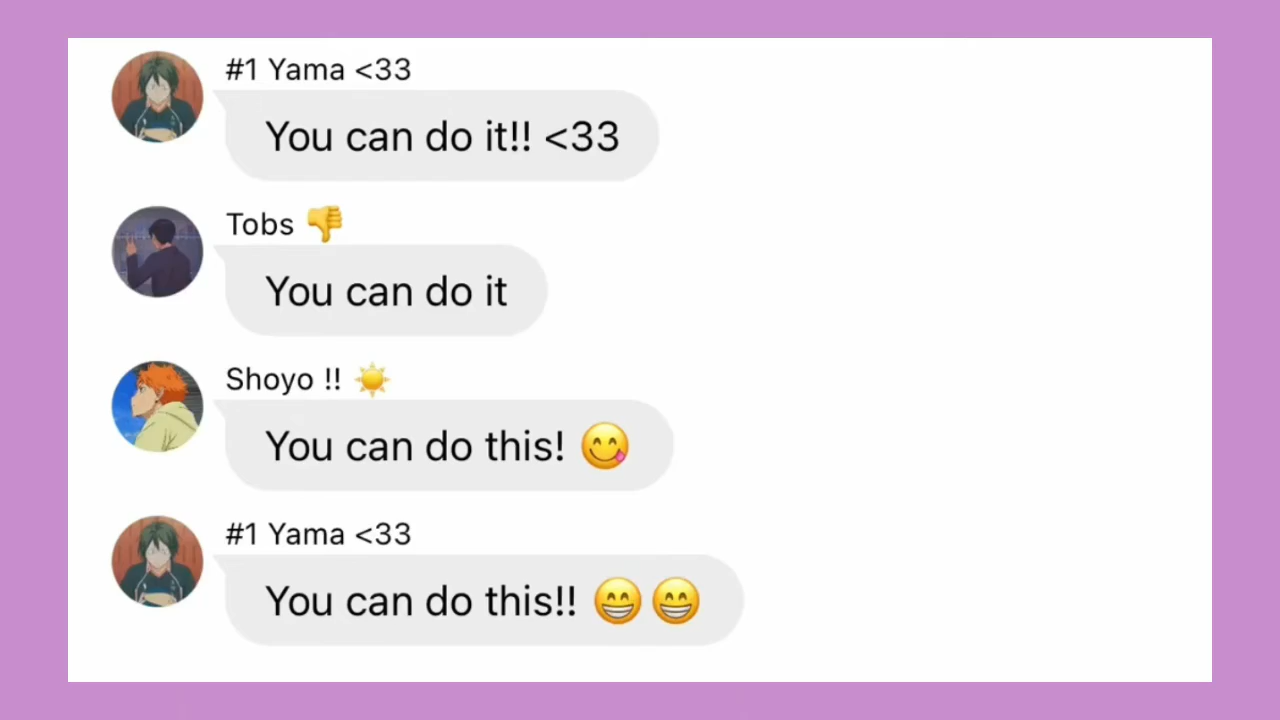 #1 Yama <33
You can do it!! <33
Tobs 👎
You can do it
Shoyo !! ☀️
You can do this! 😋
#1 Yama <33
You can do this!! 😁😁